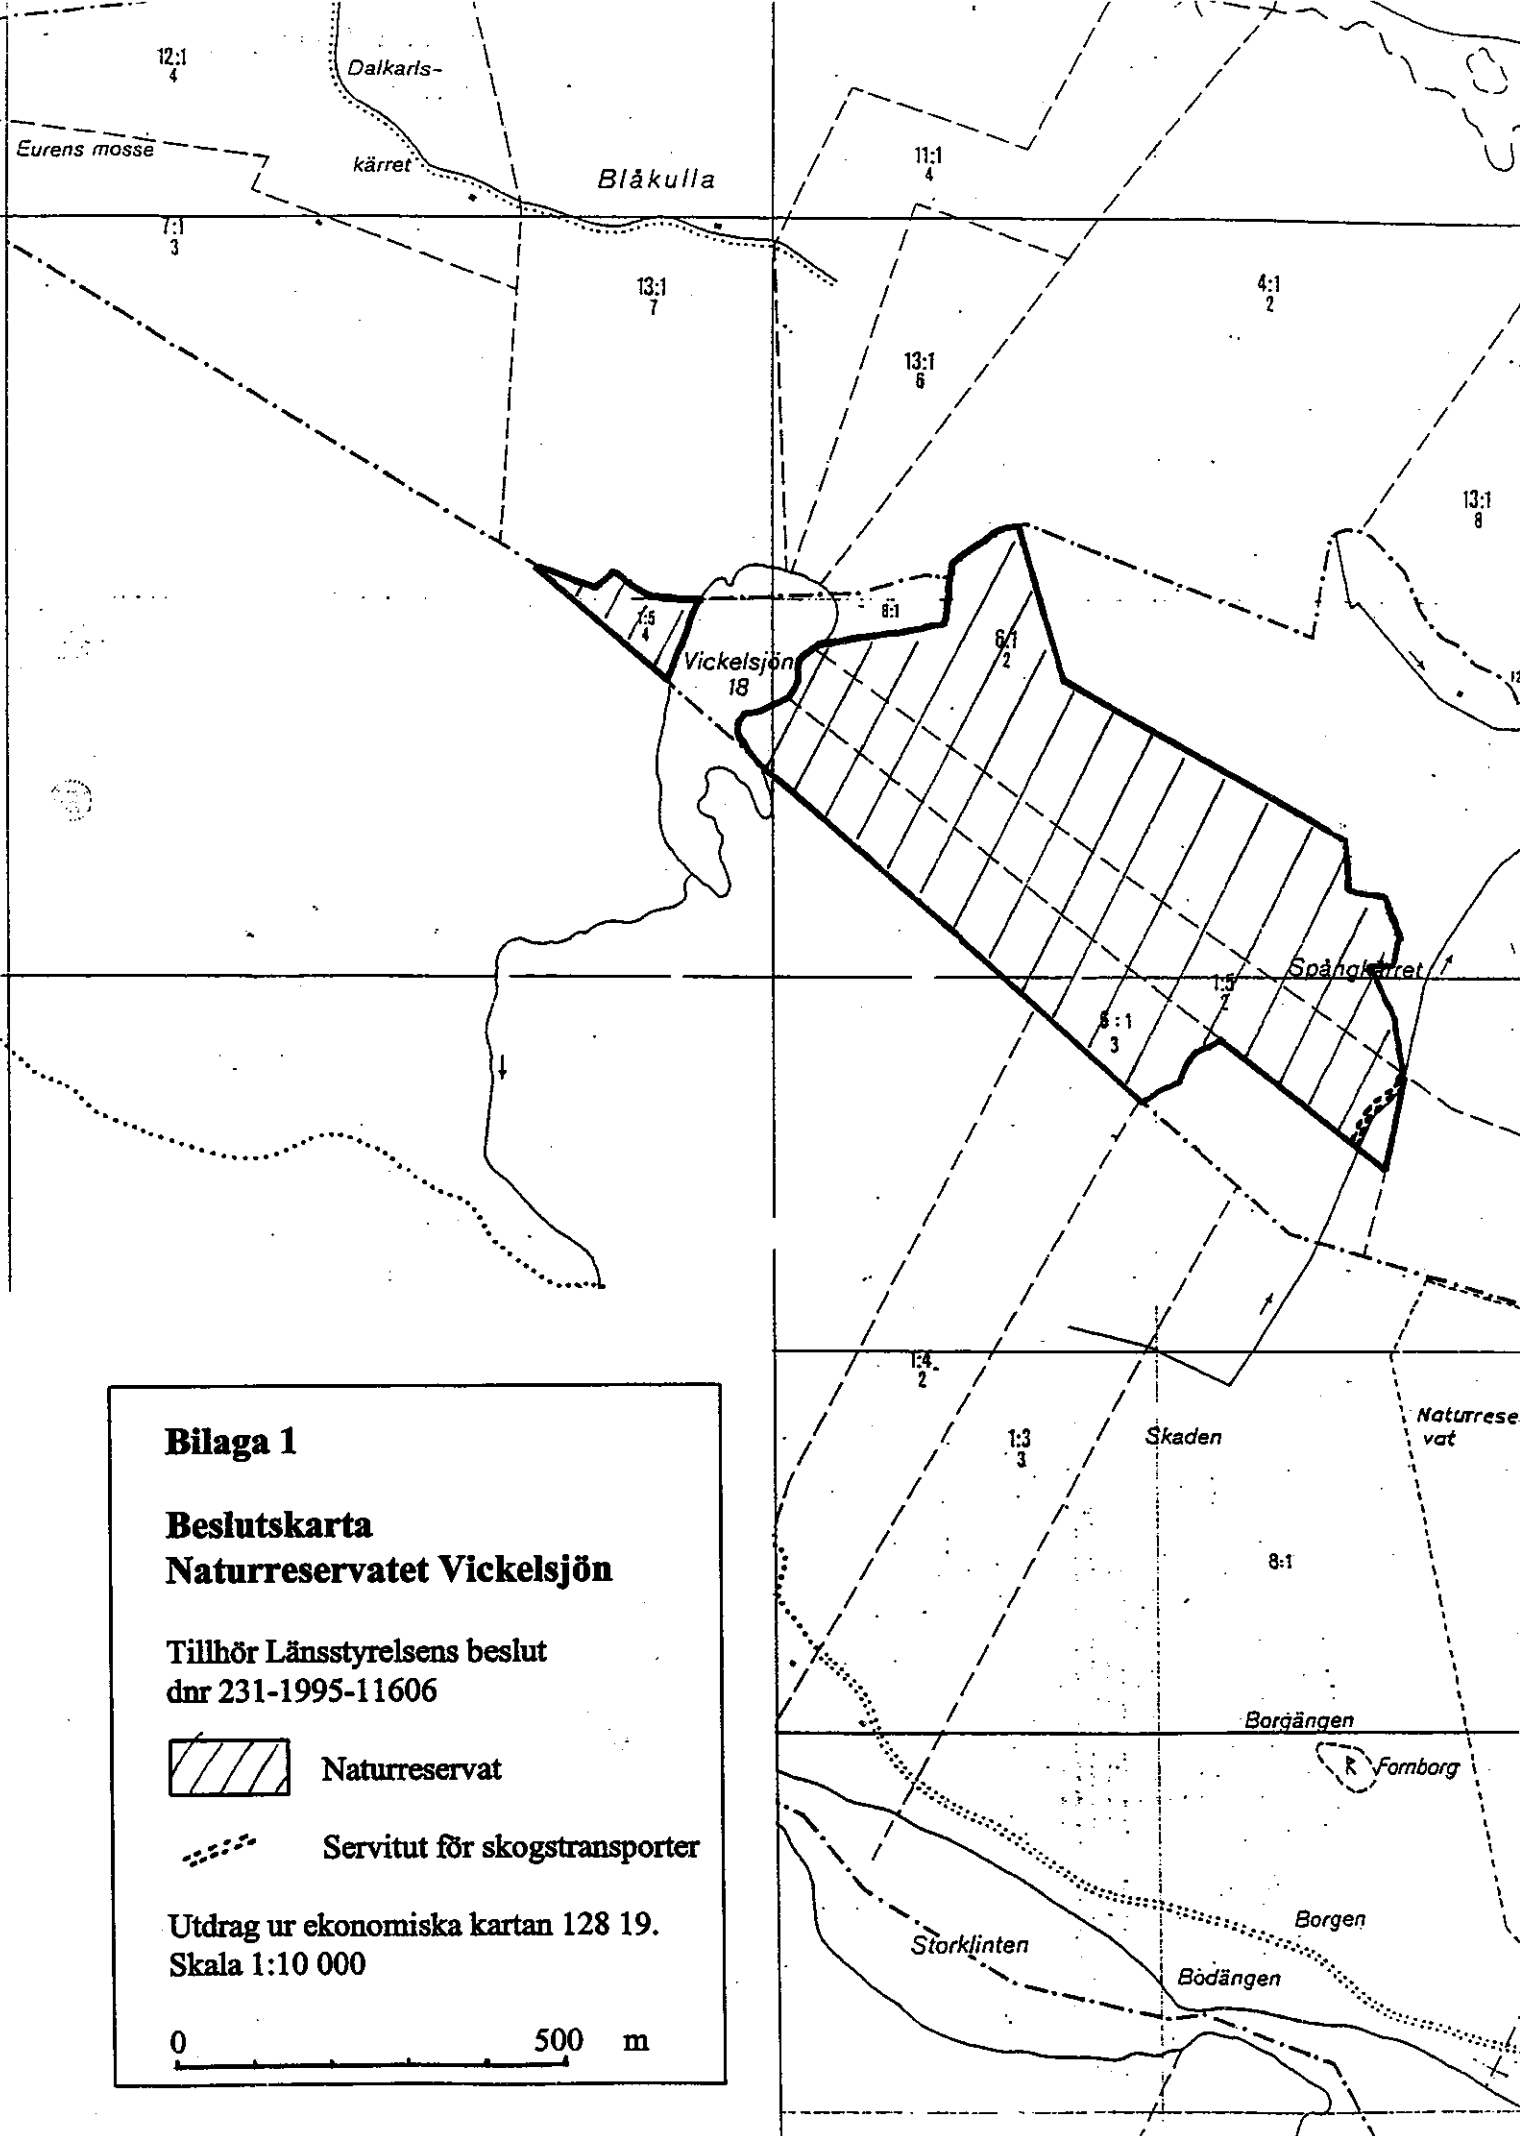 12:1
4
Dalkarls-
Eurens mosse
kärret
Blåkulla
11:1
4
7:1
3
13:1
7
4:1
2
13:1
6
13:1
8
1:5
4
8:1
6:1
2
Vickelsjön
18
12
Spångkärret
1:5
2
:1
3
1:4
2
1:3
3
Skaden
Naturrese
vat
8:1
Borgängen
R
Fornborg
Borgen
Storklinten
Bodängen
Bilaga 1
Beslutskarta
Naturreservatet Vickelsjön
Tillhör Länsstyrelsens beslut
dnr 231-1995-11606
Naturreservat
Servitut för skogstransporter
Utdrag ur ekonomiska kartan 128 19.
Skala 1:10 000
0 500 m